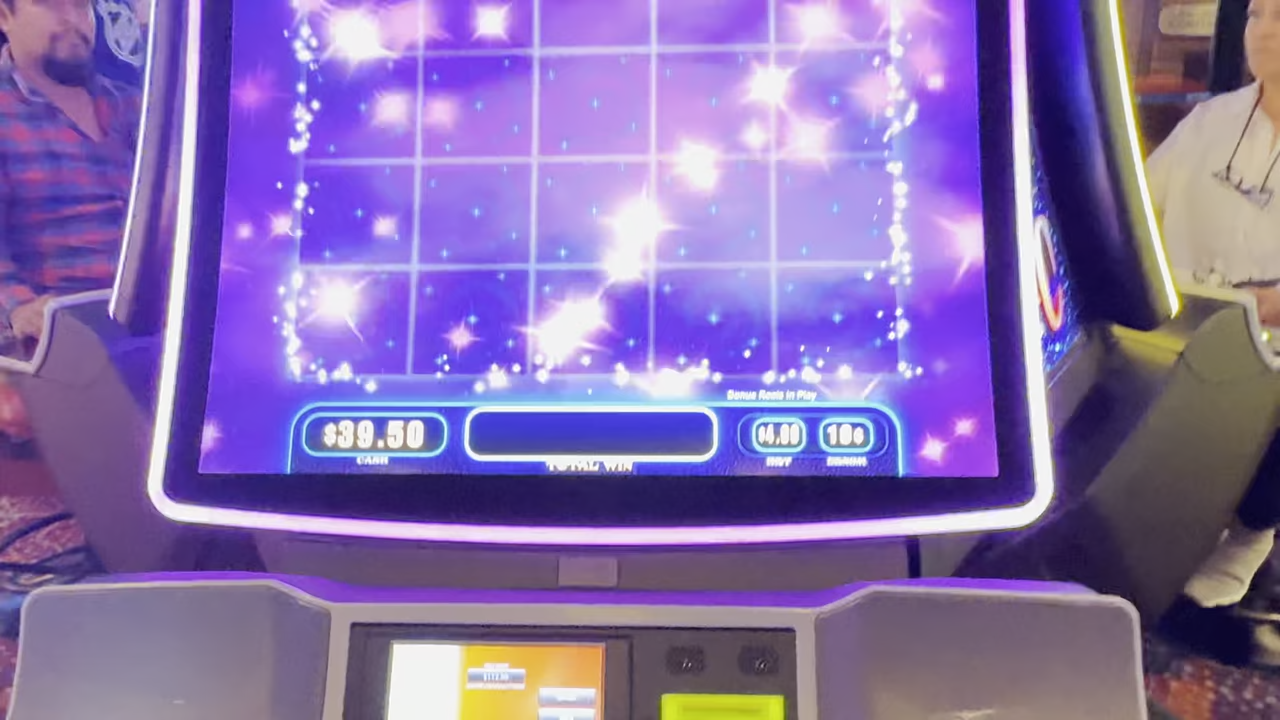 Bonus Reels in Play
$39.50
$4.00
10¢
CASH
TOTAL WIN
BET
DENOM